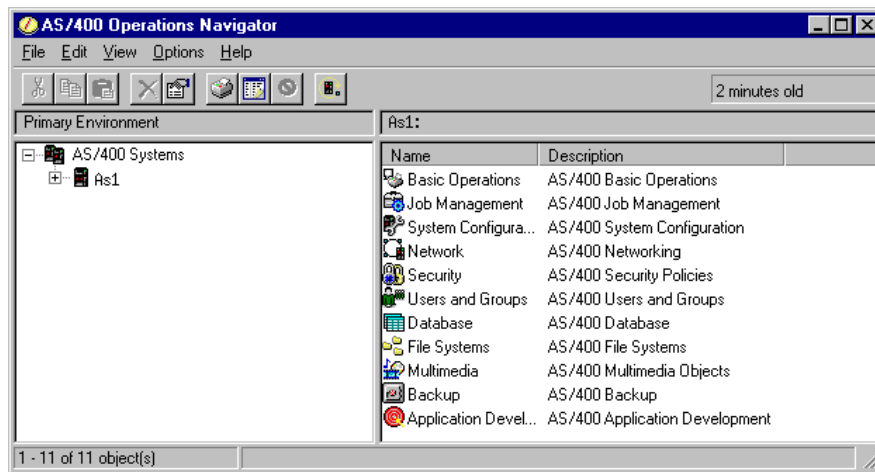 AS/400 Operations Navigator
File Edit View Options Help
2 minutes old
Primary Environment
As1:
AS/400 Systems
As1
Name Description
Basic Operations AS/400 Basic Operations
Job Management AS/400 Job Management
System Configura... AS/400 System Configuration
Network AS/400 Networking
Security AS/400 Security Policies
Users and Groups AS/400 Users and Groups
Database AS/400 Database
File Systems AS/400 File Systems
Multimedia AS/400 Multimedia Objects
Backup AS/400 Backup
Application Devel... AS/400 Application Development
1 - 11 of 11 object(s)